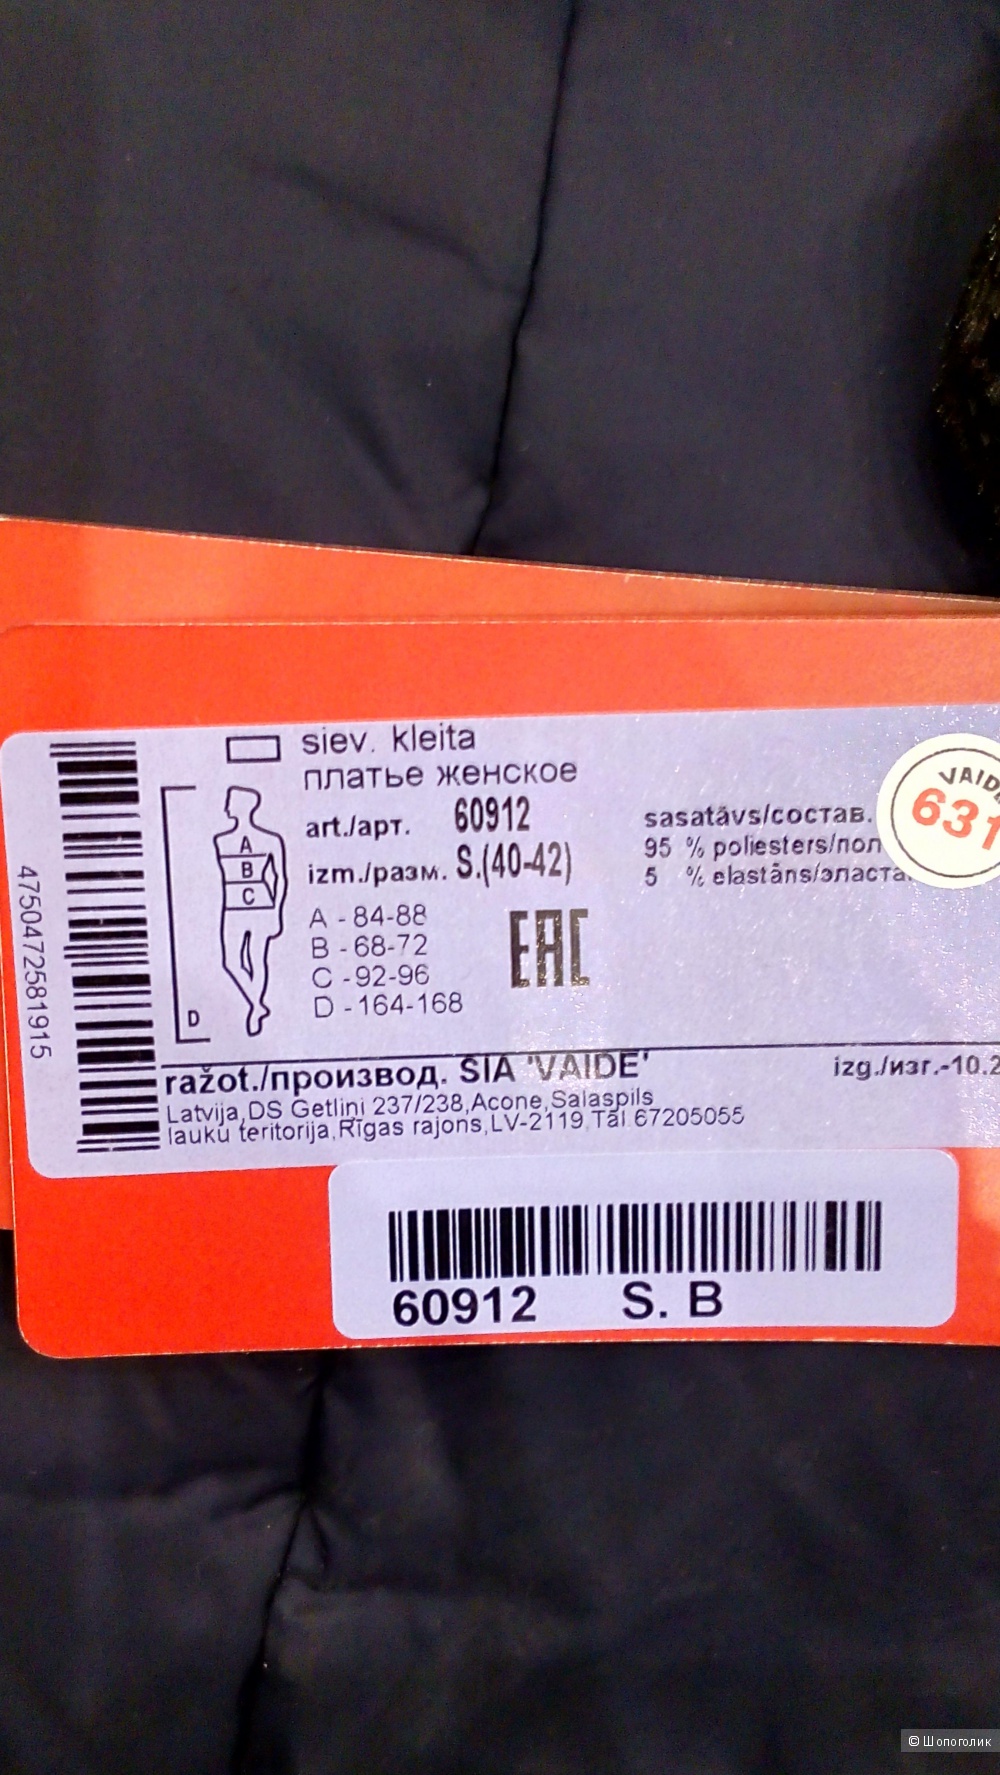 siev. kleita
платье женское
art./арт. 60912
izm./разм. S.(40-42)
A - 84-88
B - 68-72
C - 92-96
D - 164-168
A
B
C
D
EAC
sasatāvs/состав.
95 % poliesters/пол
5 % elastāns/эласта
VAIDE
631
4750472581915
ražot./производ. SIA 'VAIDE'
izg./изг.-10.2
Latvija,DS Getliņi 237/238,Acone,Salaspils
lauku teritorija,Rīgas rajons,LV-2119 Tāl.67205055
60912 S. B
© Шопоголик